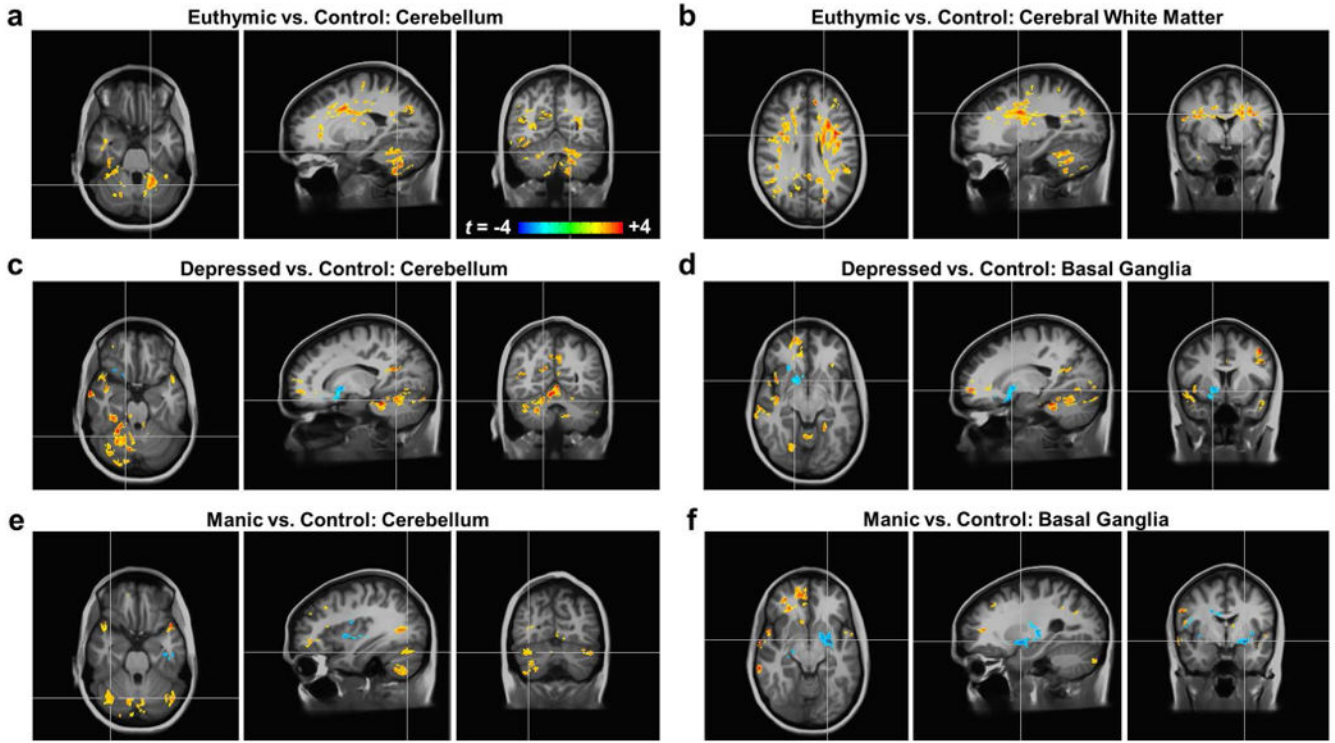 a Euthymic vs. Control: Cerebellum
b Euthymic vs. Control: Cerebral White Matter
t = -4 +4
c Depressed vs. Control: Cerebellum
d Depressed vs. Control: Basal Ganglia
e Manic vs. Control: Cerebellum
f Manic vs. Control: Basal Ganglia